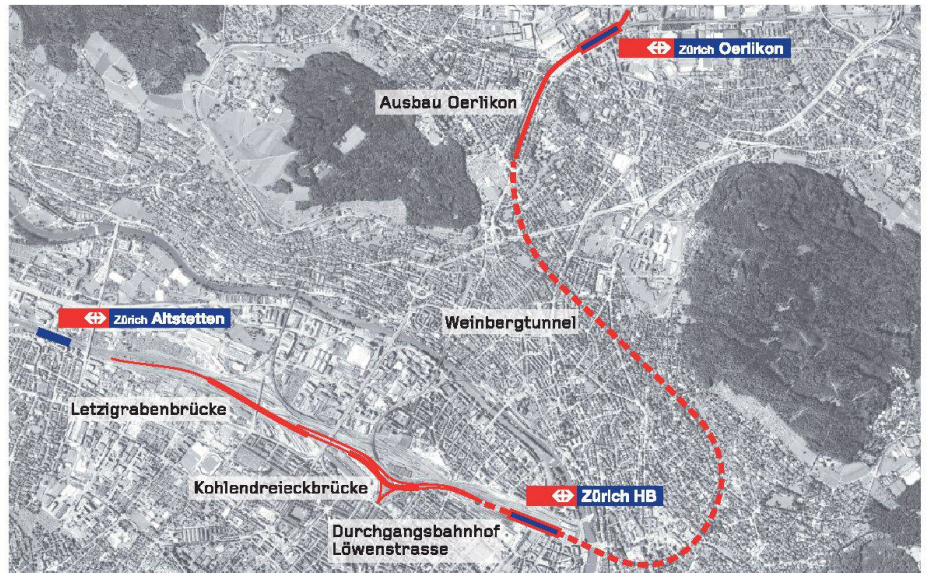 Zürich Oerlikon
Ausbau Oerlikon
Zürich Altstetten
Weinbergtunnel
Letzigrabenbrücke
Kohlendreieckbrücke
Zürich HB
Durchgangsbahnhof
Löwenstrasse